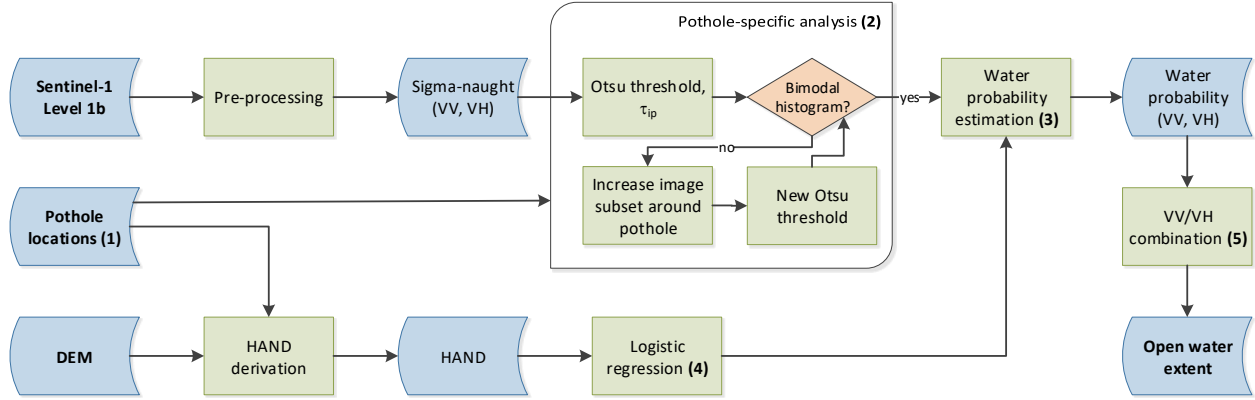 Pothole-specific analysis (2)
Sentinel-1
Level 1b
Pre-processing
Sigma-naught
(VV, VH)
Otsu threshold,
τip
Bimodal
histogram?
yes
Water
probability
estimation (3)
Water
probability
(VV, VH)
no
Increase image
subset around
pothole
New Otsu
threshold
Pothole
locations (1)
VV/VH
combination (5)
DEM
HAND
derivation
HAND
Logistic
regression (4)
Open water
extent